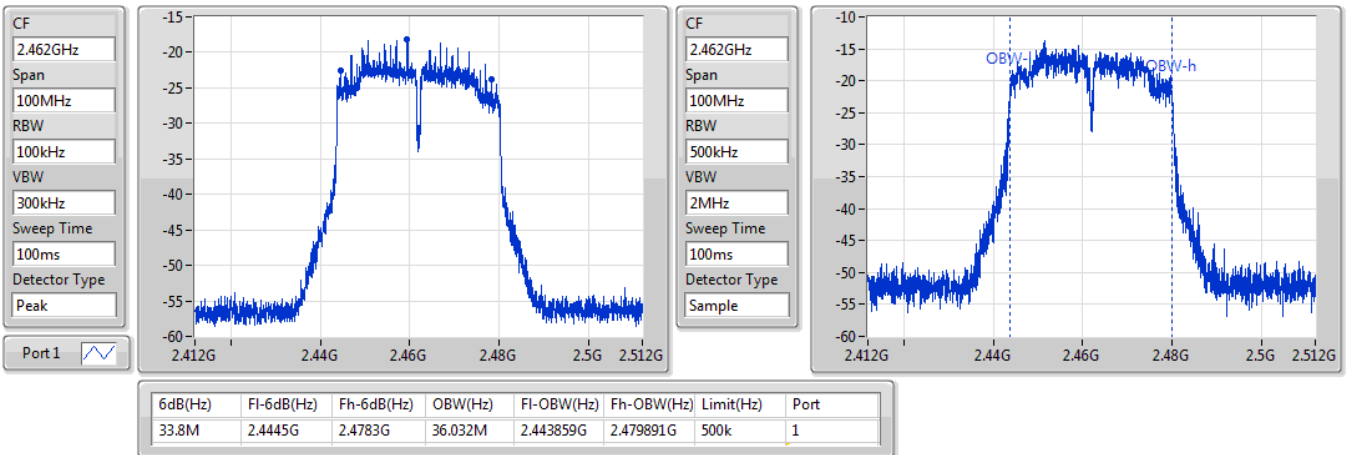 CF
2.462GHz
Span
100MHz
RBW
100kHz
VBW
300kHz
Sweep Time
100ms
Detector Type
Peak
Port 1
-15
-20
-25
-30
-35
-40
-45
-50
-55
-60
2.412G 2.44G 2.46G 2.48G 2.5G 2.512G
CF
2.462GHz
Span
100MHz
RBW
500kHz
VBW
2MHz
Sweep Time
100ms
Detector Type
Sample
-10
-15
-20
-25
-30
-35
-40
-45
-50
-55
-60
OBW-l OBW-h
2.412G 2.44G 2.46G 2.48G 2.5G 2.512G
6dB(Hz) Fl-6dB(Hz) Fh-6dB(Hz) OBW(Hz) Fl-OBW(Hz) Fh-OBW(Hz) Limit(Hz) Port
33.8M 2.4445G 2.4783G 36.032M 2.443859G 2.479891G 500k 1